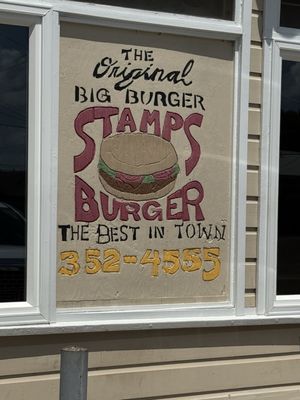 THE
Original
BIG BURGER
STAMPS
BURGER
THE BEST IN TOWN
352-4555